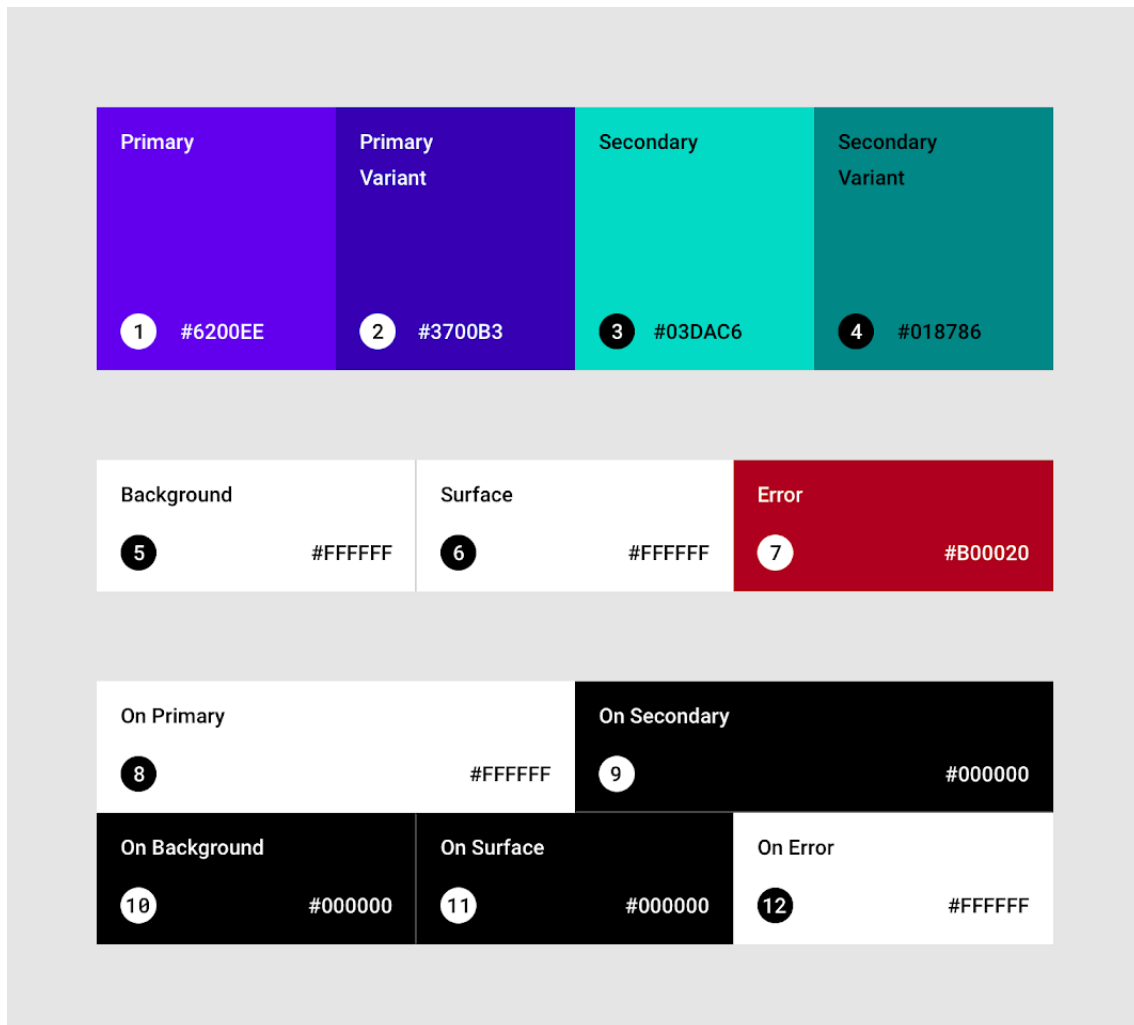 Primary
1 #6200EE
Primary
Variant
2 #3700B3
Secondary
3 #03DAC6
Secondary
Variant
4 #018786
Background
5 #FFFFFF
Surface
6 #FFFFFF
Error
7 #B00020
On Primary
8 #FFFFFF
On Secondary
9 #000000
On Background
10 #000000
On Surface
11 #000000
On Error
12 #FFFFFF